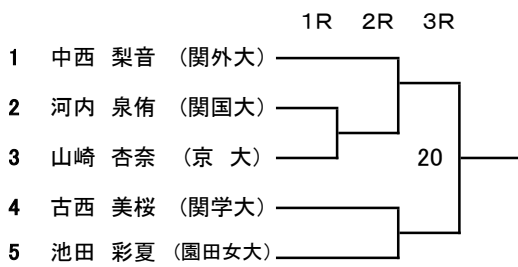 1R 2R 3R
1 中西 梨音 (関外大)
2 河内 泉侑 (関国大)
3 山崎 杏奈 (京 大) 20
4 古西 美桜 (関学大)
5 池田 彩夏 (園田女大)